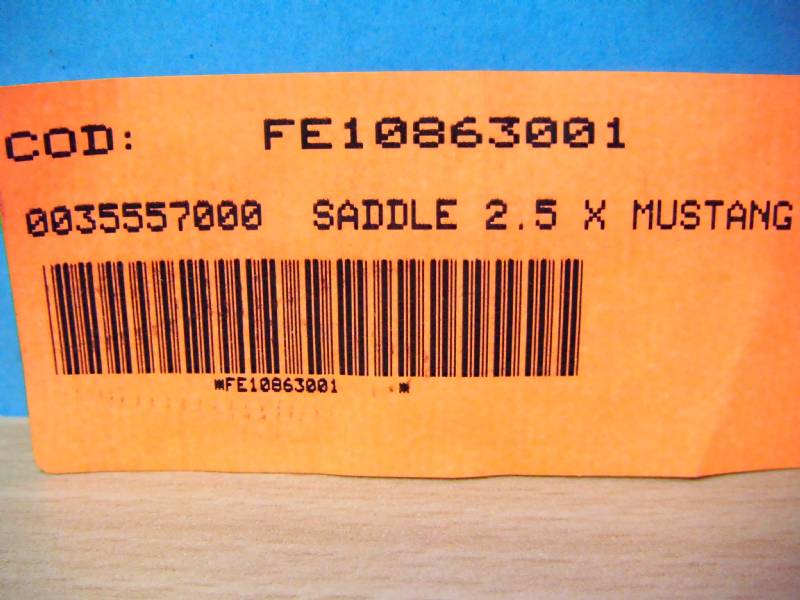 COD: FE10863001
0035557000 SADDLE 2.5 X MUSTANG
*FE10863001 *